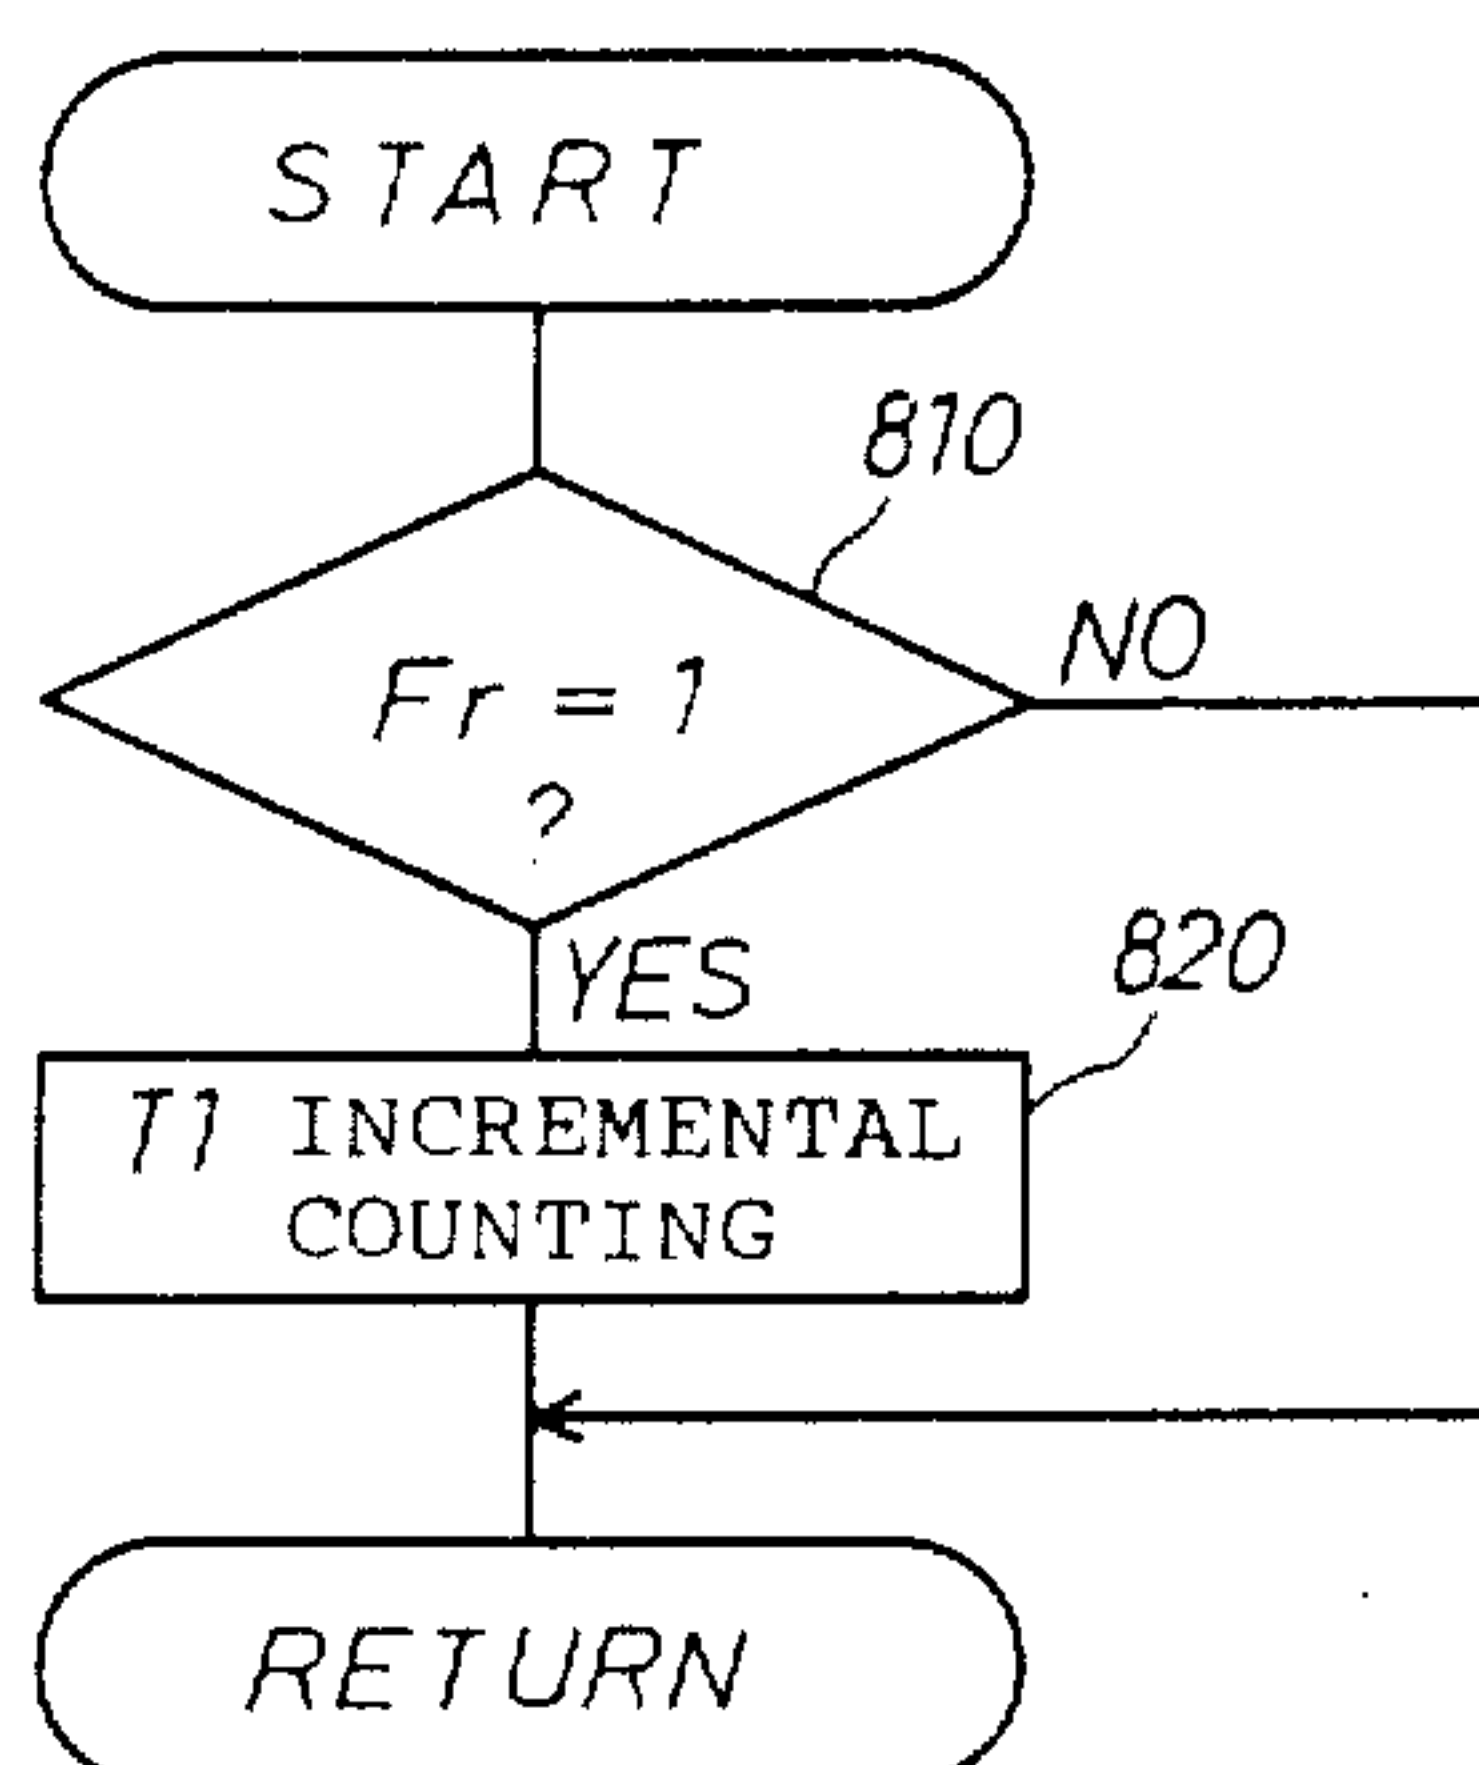 START
810
Fr = 1
?
NO
YES
820
T1 INCREMENTAL
COUNTING
RETURN